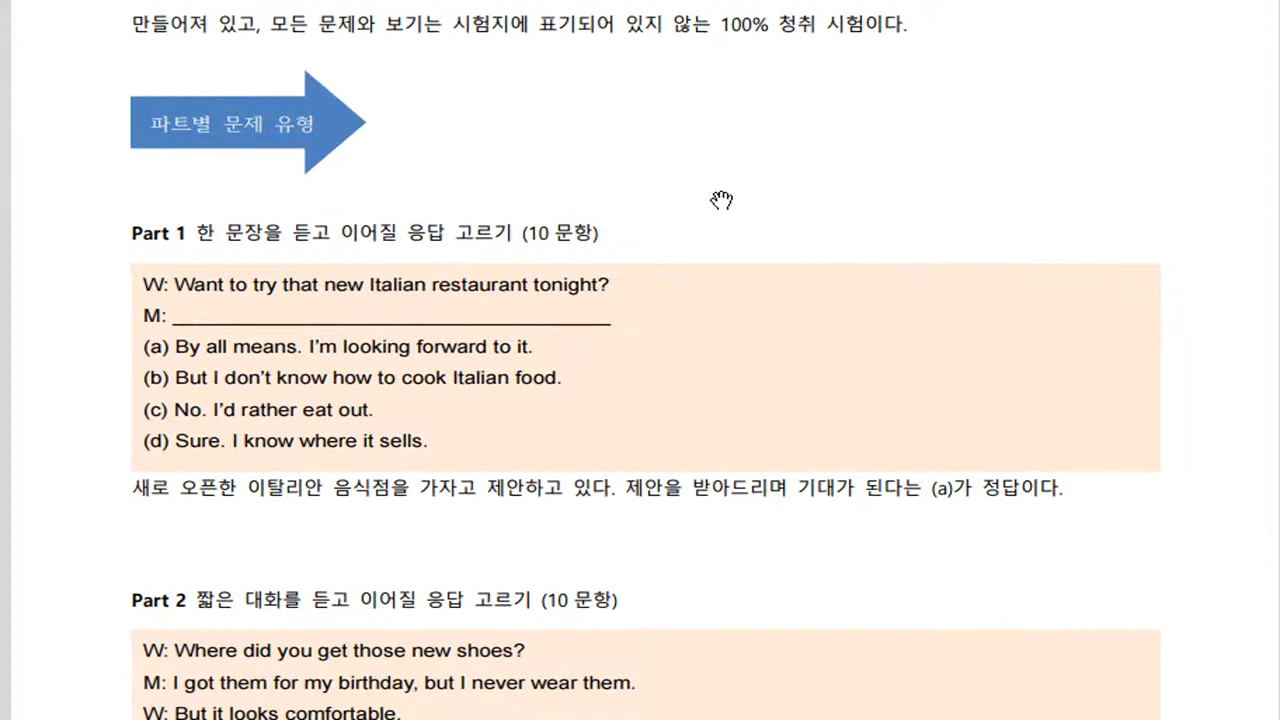 만들어져 있고, 모든 문제와 보기는 시험지에 표기되어 있지 않는 100% 청취 시험이다.
파트별 문제 유형
Part 1 한 문장을 듣고 이어질 응답 고르기 (10 문항)
W: Want to try that new Italian restaurant tonight?
M: ________________________________________
(a) By all means. I’m looking forward to it.
(b) But I don’t know how to cook Italian food.
(c) No. I’d rather eat out.
(d) Sure. I know where it sells.
새로 오픈한 이탈리안 음식점을 가자고 제안하고 있다. 제안을 받아드리며 기대가 된다는 (a)가 정답이다.
Part 2 짧은 대화를 듣고 이어질 응답 고르기 (10 문항)
W: Where did you get those new shoes?
M: I got them for my birthday, but I never wear them.
W: But it looks comfortable.